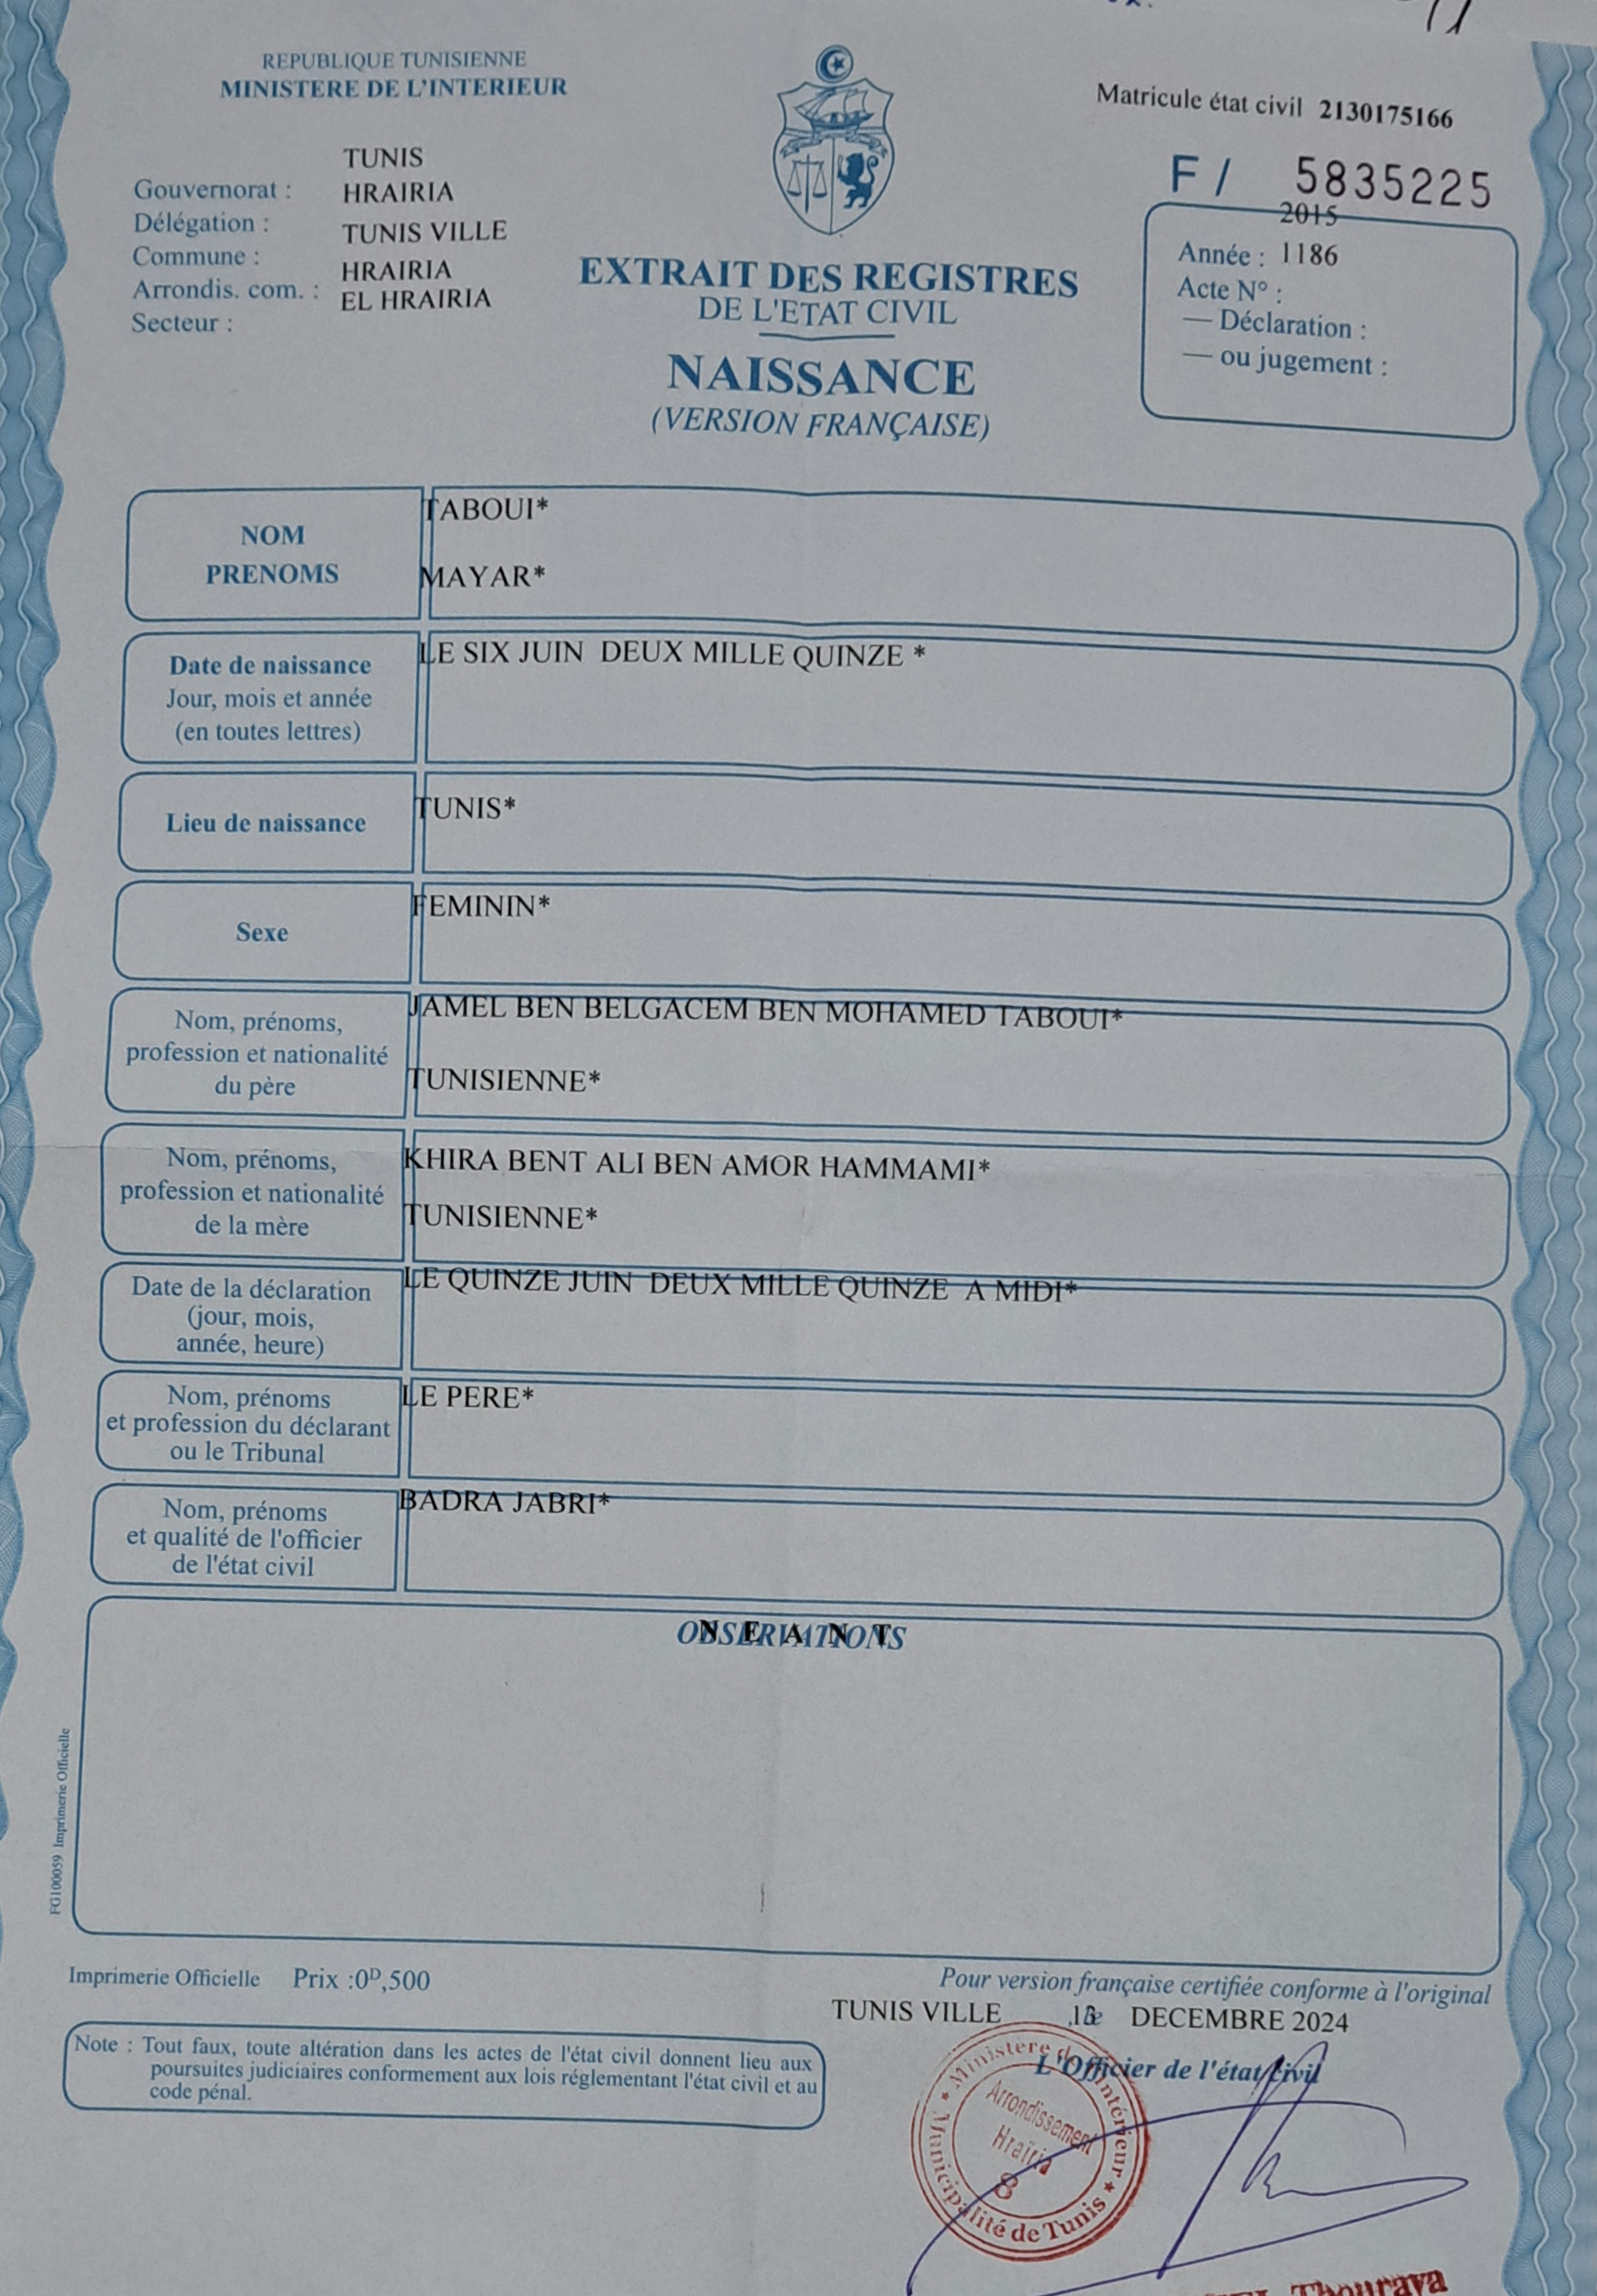 REPUBLIQUE TUNISIENNE
MINISTERE DE L'INTERIEUR
Matricule état civil 2130175166
F / 5835225
TUNIS
Gouvernorat : HRAIRIA
Délégation : TUNIS VILLE
Commune : HRAIRIA
Arrondis. com. : EL HRAIRIA
Secteur :
2015
Année : 1186
Acte N° :
— Déclaration :
— ou jugement :
EXTRAIT DES REGISTRES
DE L'ETAT CIVIL
NAISSANCE
(VERSION FRANÇAISE)
NOM TABOUI*
PRENOMS MAYAR*
Date de naissance LE SIX JUIN DEUX MILLE QUINZE *
Jour, mois et année
(en toutes lettres)
Lieu de naissance TUNIS*
Sexe FEMININ*
Nom, prénoms, JAMEL BEN BELGACEM BEN MOHAMED TABOUI*
profession et nationalité
du père TUNISIENNE*
Nom, prénoms, KHIRA BENT ALI BEN AMOR HAMMAMI*
profession et nationalité
de la mère TUNISIENNE*
Date de la déclaration LE QUINZE JUIN DEUX MILLE QUINZE A MIDI*
(jour, mois,
année, heure)
Nom, prénoms LE PERE*
et profession du déclarant
ou le Tribunal
Nom, prénoms BADRA JABRI*
et qualité de l'officier
de l'état civil
OBSERVATIONS
N E A N T
FG100059 Imprimerie Officielle
Imprimerie Officielle Prix :0D,500
Pour version française certifiée conforme à l'original
TUNIS VILLE DECEMBRE 2024
L'Officier de l'état civil
Note : Tout faux, toute altération dans les actes de l'état civil donnent lieu aux
poursuites judiciaires conformement aux lois réglementant l'état civil et au
code pénal.
Ministère de l'Intérieur
Municipalité de Tunis
Arrondissement
Hrairia
8
Thouraya